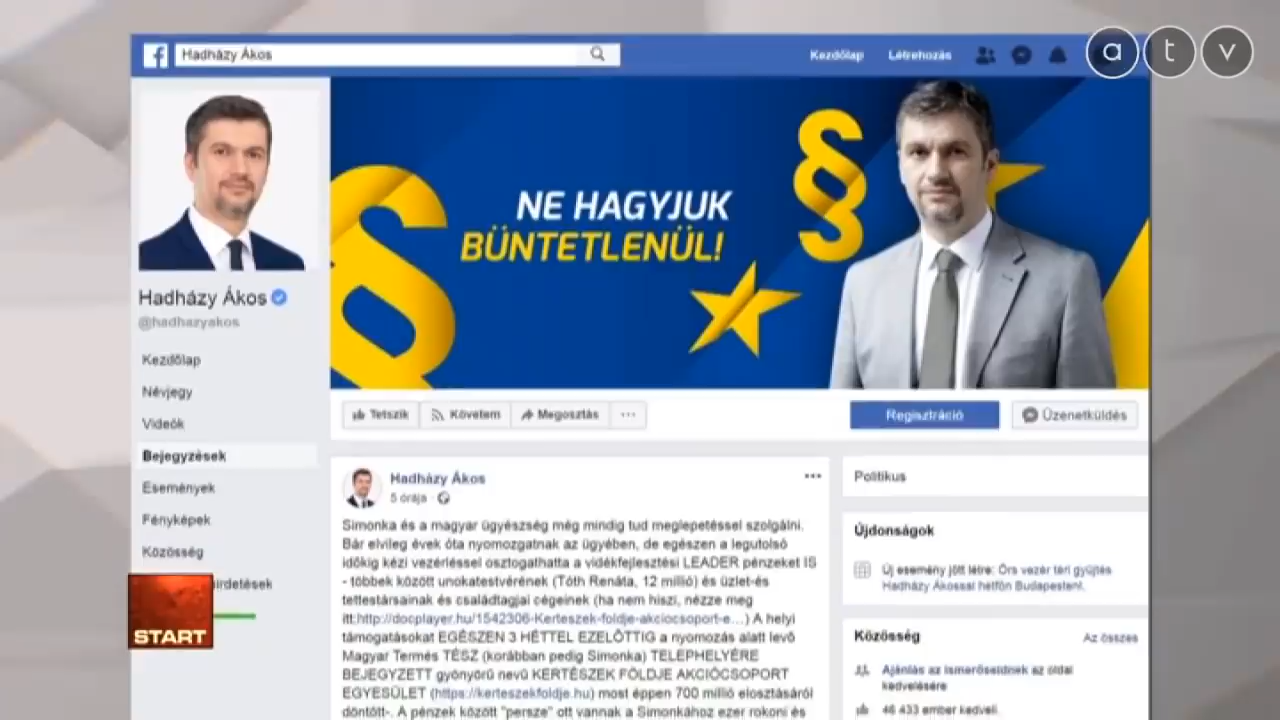 a t v
Hadházy Ákos
Kezdőlap
Létrehozás
NE HAGYJUK
BÜNTETLENÜL!
Hadházy Ákos
@hadhazyakos
Kezdőlap
Névjegy
Videók
Bejegyzések
Események
Fényképek
Közösség
irdetések
START
Tetszik
Követem
Megosztás
Regisztráció
Üzenetküldés
Hadházy Ákos
5 órája
Simonka és a magyar ügyészség még mindig tud meglepetéssel szolgálni.
Bár elvileg évek óta nyomozgatnak az ügyében, de egészen a legutolsó
időkig kézi vezérléssel osztogathatta a vidékfejlesztési LEADER pénzeket IS
- többek között unokatestvérének (Tóth Renáta, 12 millió) és üzlet-és
tettestársainak és családtagjai cégeinek (ha nem hiszi, nézze meg
itt:http://docplayer.hu/1542306-Kerteszek-foldje-akciocsoport-e...) A helyi
támogatásokat EGÉSZEN 3 HÉTTEL EZELŐTTIG a nyomozás alatt levő
Magyar Termés TÉSZ (korábban pedig Simonka) TELEPHELYÉRE
BEJEGYZETT gyönyörű nevű KERTÉSZEK FÖLDJE AKCIÓCSOPORT
EGYESÜLET (https://kerteszekfoldje.hu) most éppen 700 millió elosztásáról
döntött-. A pénzek között "persze" ott vannak a Simonkához ezer rokoni és
Politikus
Újdonságok
Új esemény jött létre: Örs vezér téri gyűjtés
Hadházy Ákossal hétfőn Budapesten!.
Közösség
Az összes
Ajánlás az ismerőseidnek az oldal
kedvelésére
46 433 ember kedveli.